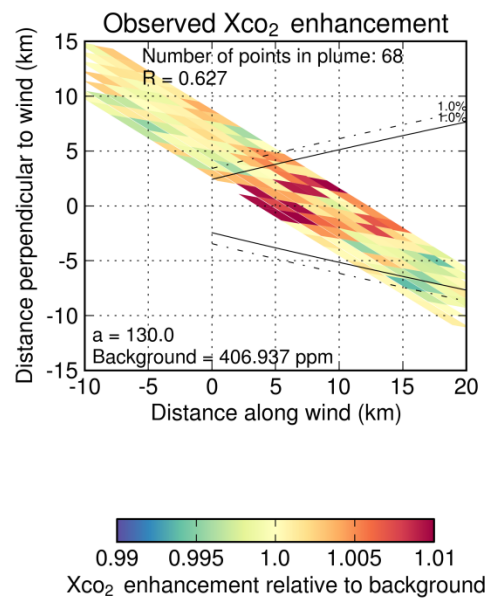 Observed Xco₂ enhancement
Number of points in plume: 68
R = 0.627
1.0%
1.0%
15
10
5
0
-5
-10
-15
Distance perpendicular to wind (km)
a = 130.0
Background = 406.937 ppm
-10 -5 0 5 10 15 20
Distance along wind (km)
0.99 0.995 1.0 1.005 1.01
Xco₂ enhancement relative to background